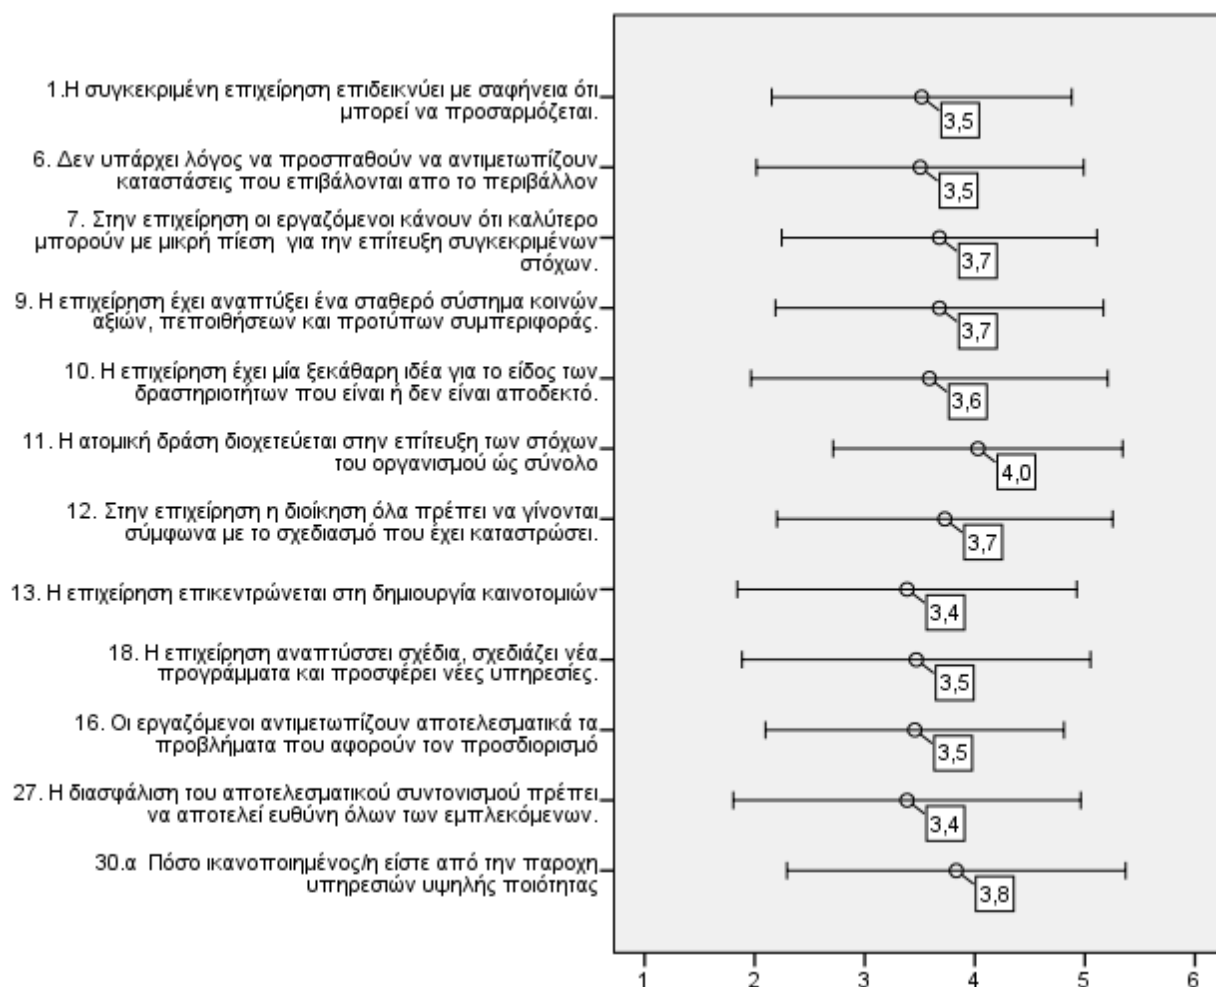 1.Η συγκεκριμένη επιχείρηση επιδεικνύει με σαφήνεια ότι
μπορεί να προσαρμόζεται.
3,5
6. Δεν υπάρχει λόγος να προσπαθούν να αντιμετωπίζουν
καταστάσεις που επιβάλονται απο το περιβάλλον
3,5
7. Στην επιχείρηση οι εργαζόμενοι κάνουν ότι καλύτερο
μπορούν με μικρή πίεση για την επίτευξη συγκεκριμένων
στόχων.
3,7
9. Η επιχείρηση έχει αναπτύξει ένα σταθερό σύστημα κοινών
αξιών, πεποιθήσεων και προτύπων συμπεριφοράς.
3,7
10. Η επιχείρηση έχει μία ξεκάθαρη ιδέα για το είδος των
δραστηριοτήτων που είναι ή δεν είναι αποδεκτό.
3,6
11. Η ατομική δράση διοχετεύεται στην επίτευξη των στόχων
του οργανισμού ώς σύνολο
4,0
12. Στην επιχείρηση η διοίκηση όλα πρέπει να γίνονται
σύμφωνα με το σχεδιασμό που έχει καταστρώσει.
3,7
13. Η επιχείρηση επικεντρώνεται στη δημιουργία καινοτομιών
3,4
18. Η επιχείρηση αναπτύσσει σχέδια, σχεδιάζει νέα
προγράμματα και προσφέρει νέες υπηρεσίες.
3,5
16. Οι εργαζόμενοι αντιμετωπίζουν αποτελεσματικά τα
προβλήματα που αφορούν τον προσδιορισμό
3,5
27. Η διασφάλιση του αποτελεσματικού συντονισμού πρέπει
να αποτελεί ευθύνη όλων των εμπλεκόμενων.
3,4
30.α Πόσο ικανοποιημένος/η είστε από την παροχη
υπηρεσιών υψηλής ποιότητας
3,8
1 2 3 4 5 6